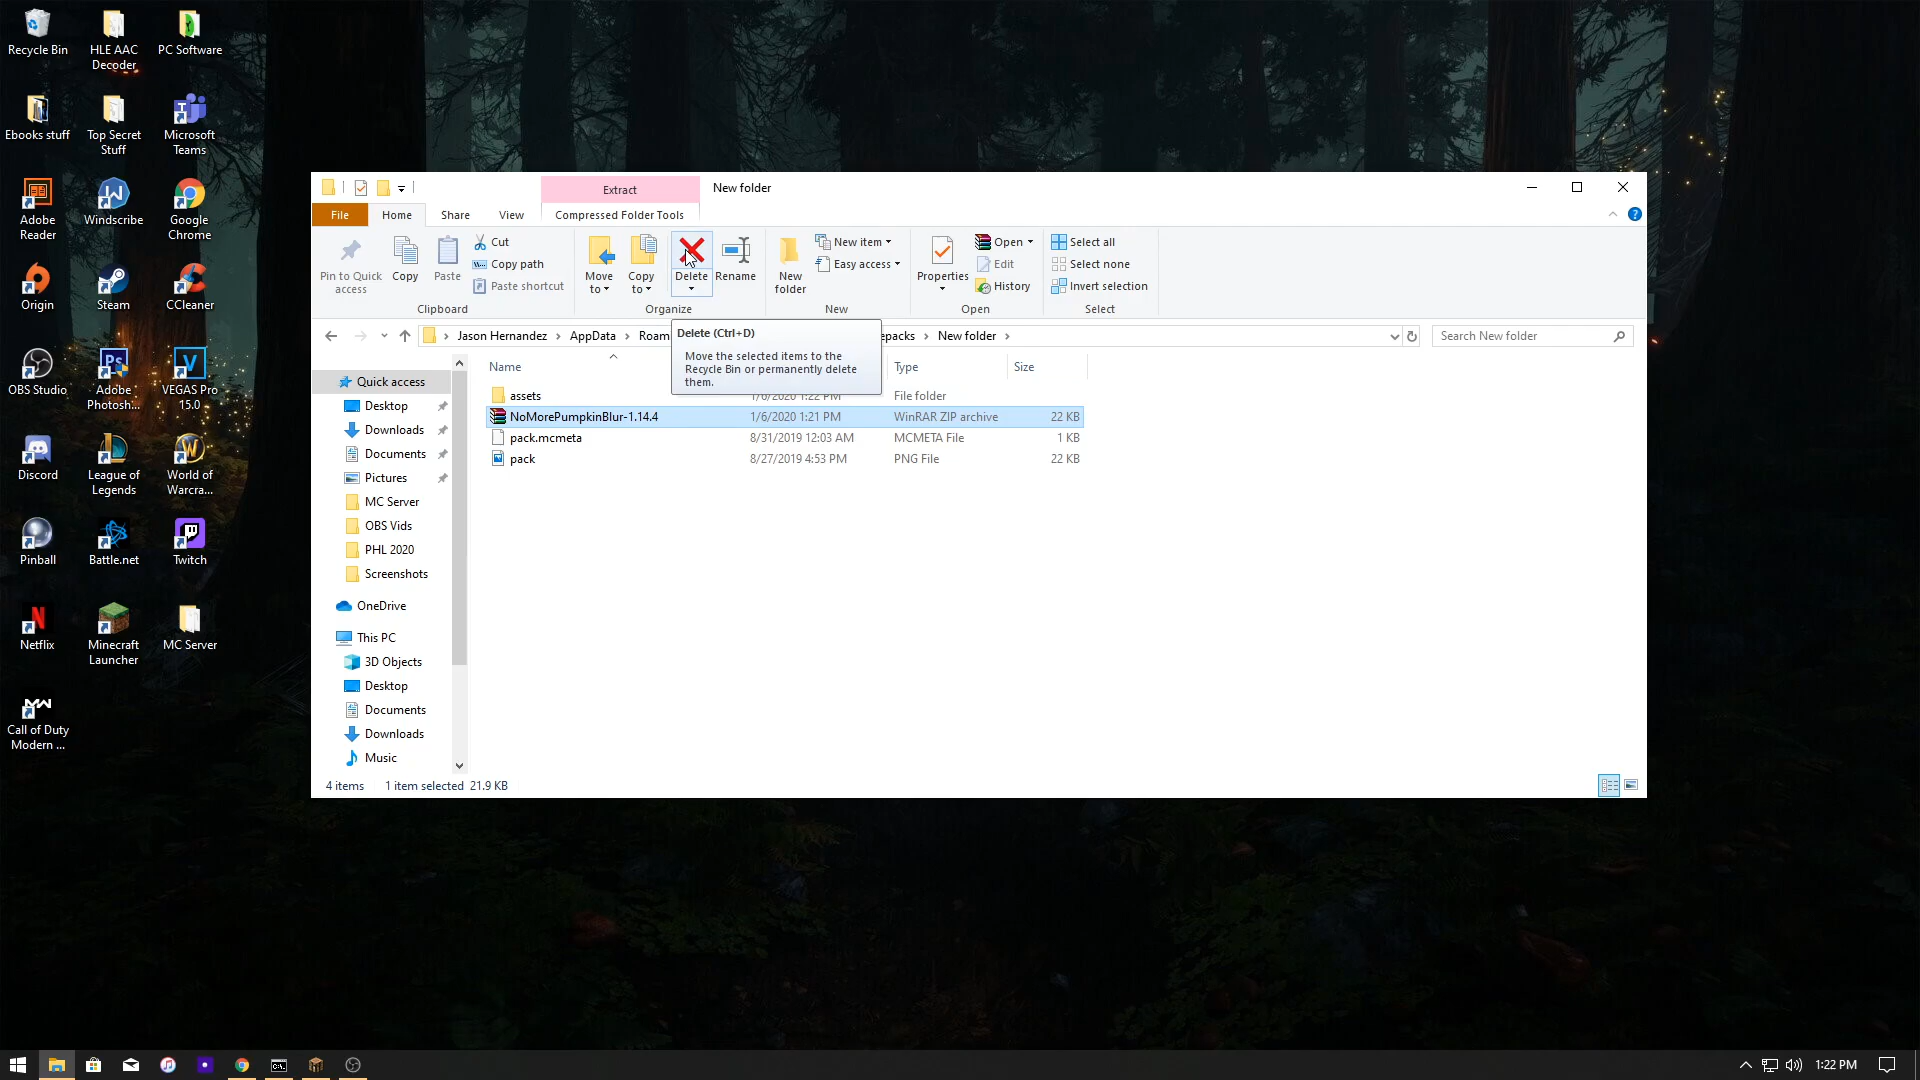 Recycle Bin
HLE AAC
Decoder
PC Software
Ebooks stuff
Top Secret
Stuff
Microsoft
Teams
Adobe
Reader
Windscribe
Google
Chrome
Origin
Steam
CCleaner
OBS Studio
Adobe
Photosh...
VEGAS Pro
15.0
Discord
League of
Legends
World of
Warcra...
Pinball
Battle.net
Twitch
Netflix
Minecraft
Launcher
MC Server
Call of Duty
Modern ...
Extract
New folder
File
Home
Share
View
Compressed Folder Tools
Pin to Quick
access
Copy
Paste
Cut
Copy path
Paste shortcut
Clipboard
Move
to
Copy
to
Delete
Rename
Organize
New
folder
New item
Easy access
New
Properties
Open
Edit
History
Open
Select all
Select none
Invert selection
Select
Jason Hernandez
AppData
Roam
epacks
New folder
Search New folder
Delete (Ctrl+D)
Move the selected items to the
Recycle Bin or permanently delete
them.
Name
Type
Size
assets
1/6/2020 1:22 PM
File folder
NoMorePumpkinBlur-1.14.4
1/6/2020 1:21 PM
WinRAR ZIP archive
22 KB
pack.mcmeta
8/31/2019 12:03 AM
MCMETA File
1 KB
pack
8/27/2019 4:53 PM
PNG File
22 KB
Quick access
Desktop
Downloads
Documents
Pictures
MC Server
OBS Vids
PHL 2020
Screenshots
OneDrive
This PC
3D Objects
Desktop
Documents
Downloads
Music
4 items
1 item selected 21.9 KB
1:22 PM